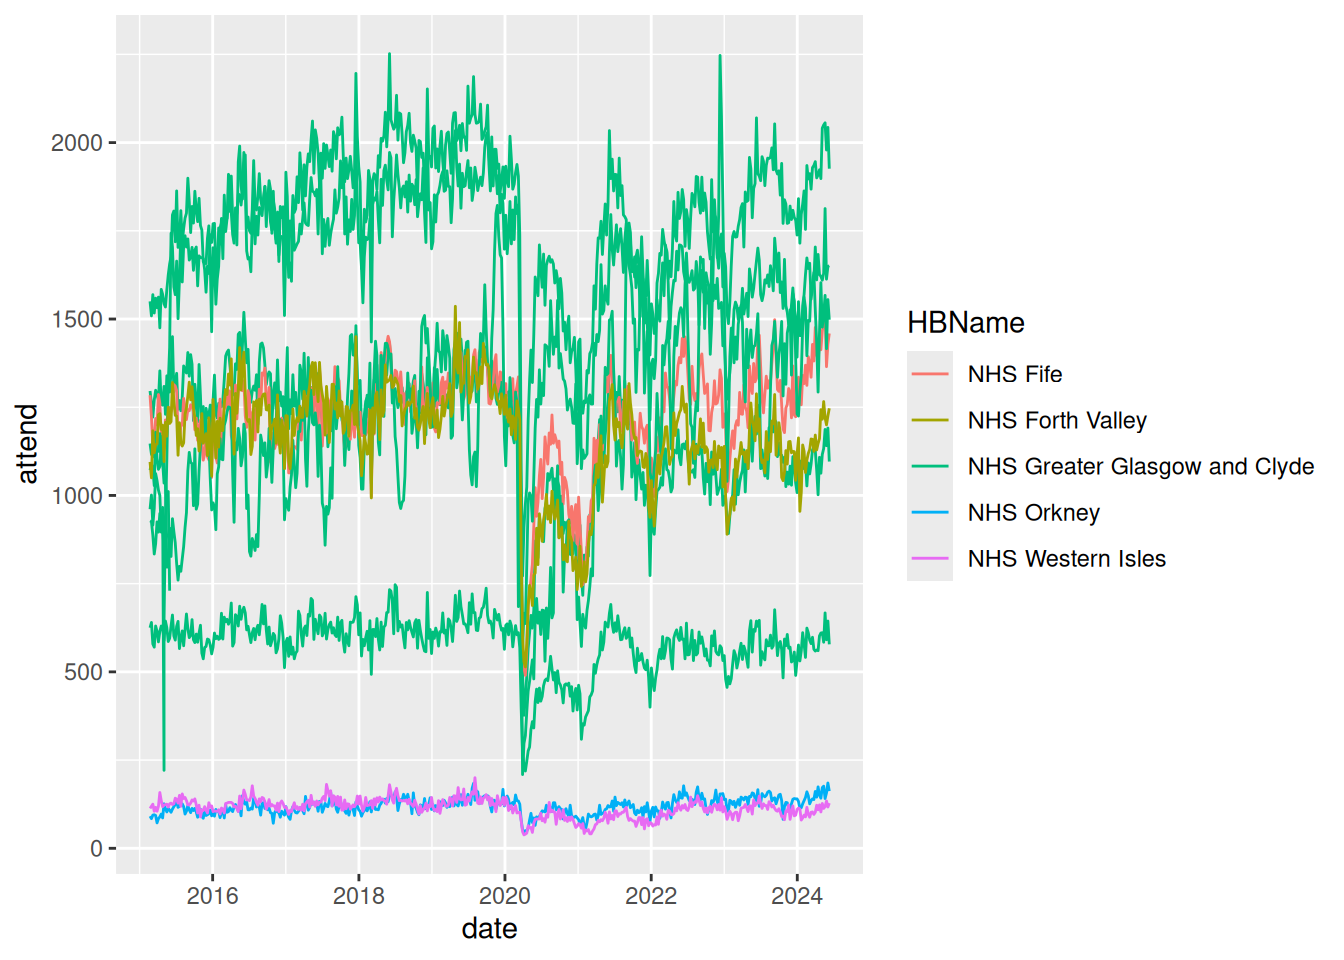 2000
1500
1000
500
0
attend
2016 2018 2020 2022 2024
date
HBName
NHS Fife
NHS Forth Valley
NHS Greater Glasgow and Clyde
NHS Orkney
NHS Western Isles